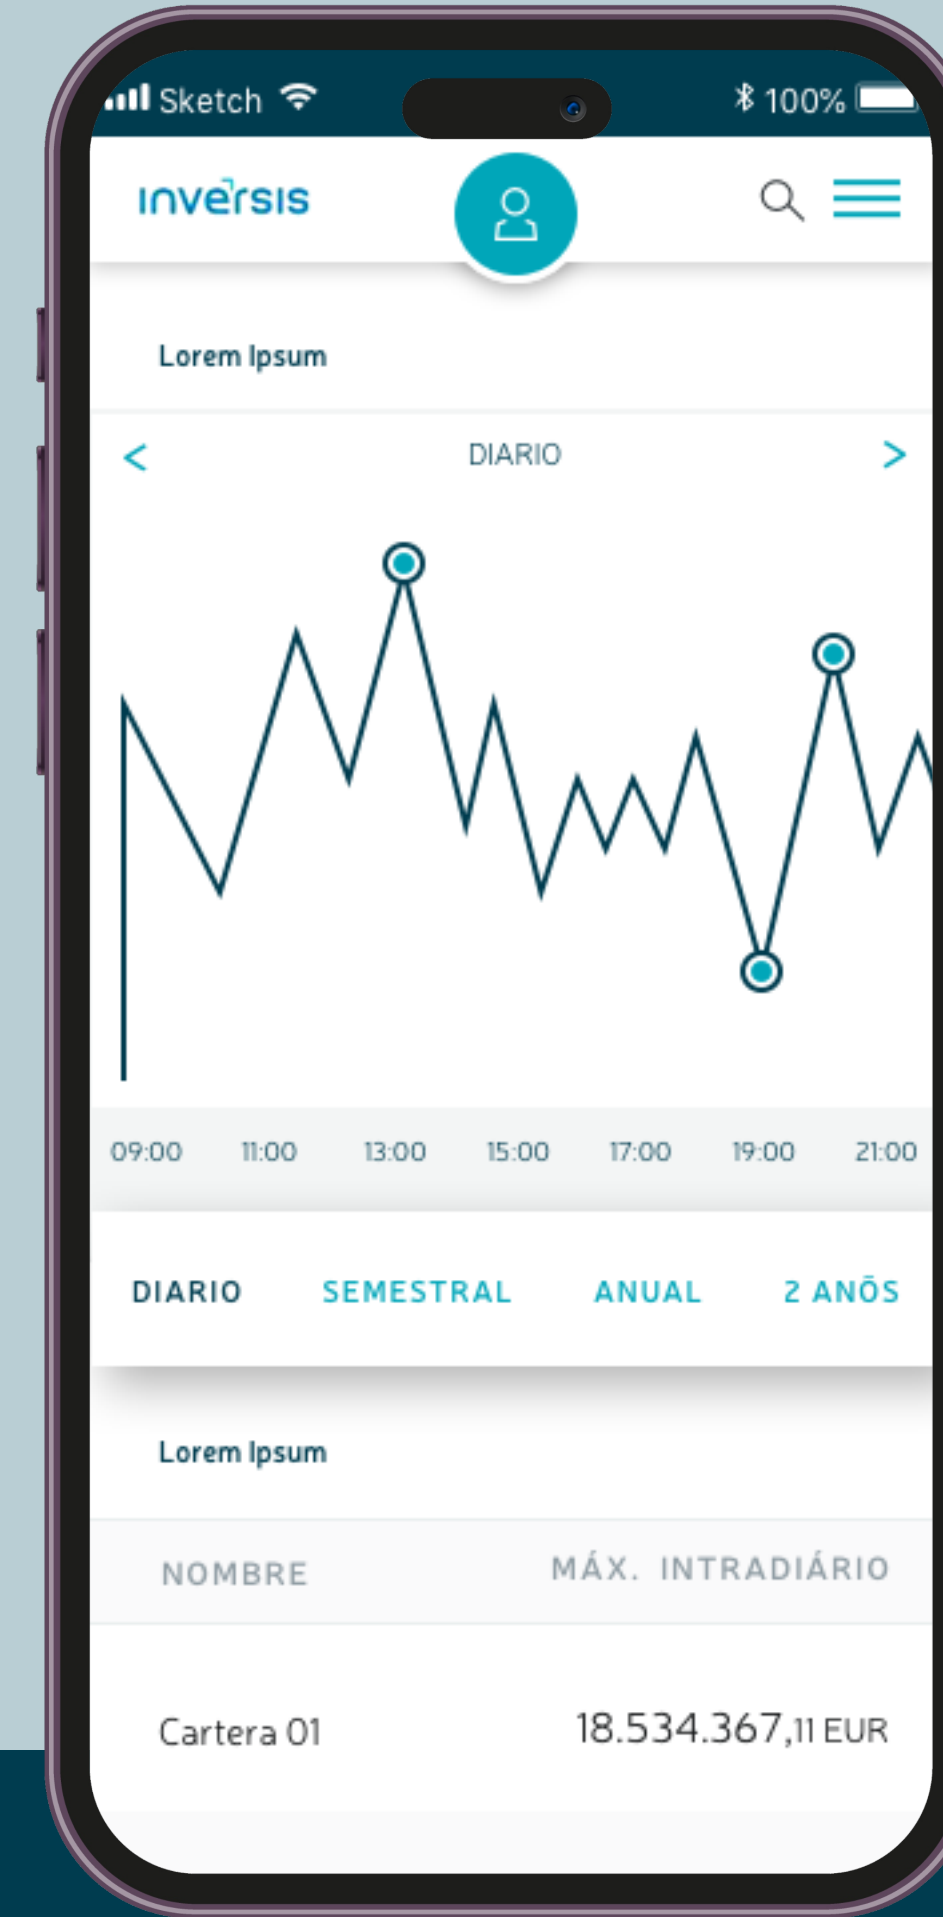 Sketch 100%
inversis
Lorem Ipsum
< DIARIO >
09:00 11:00 13:00 15:00 17:00 19:00 21:00
DIARIO SEMESTRAL ANUAL 2 ANŌS
Lorem Ipsum
NOMBRE MÁX. INTRADIÁRIO
Cartera 01 18.534.367,11 EUR